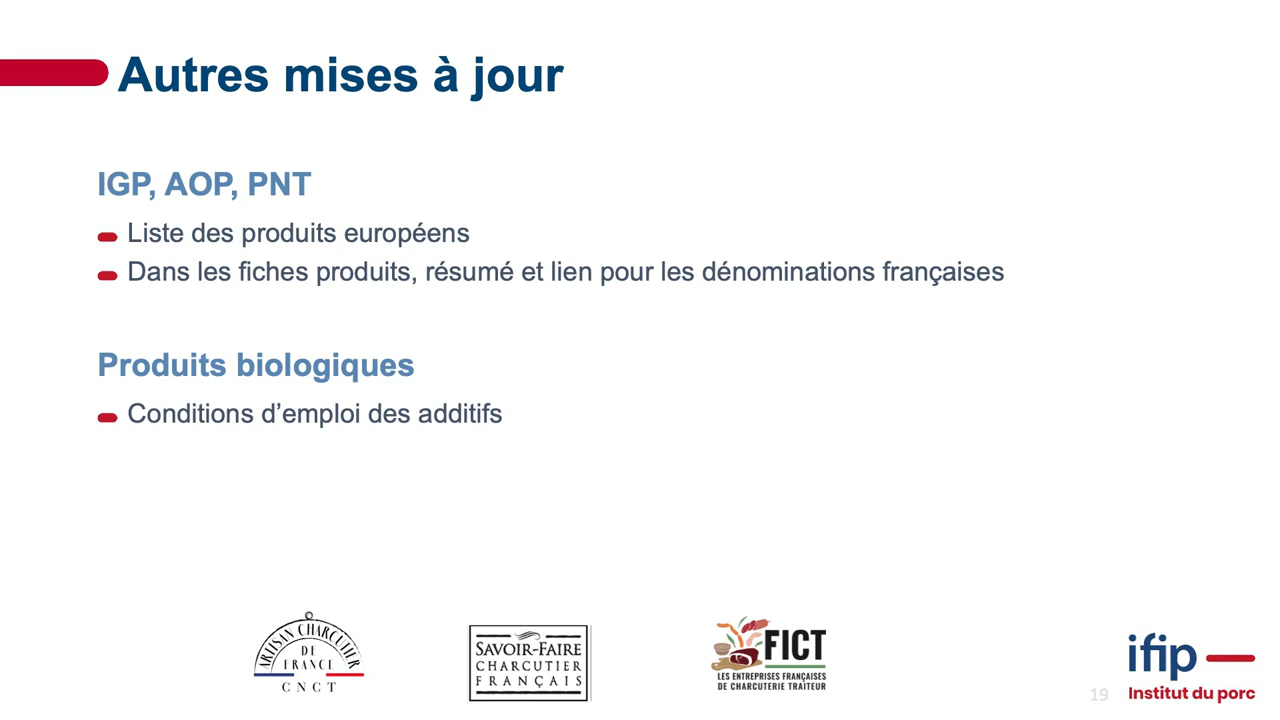 Autres mises à jour
IGP, AOP, PNT
Liste des produits européens
Dans les fiches produits, résumé et lien pour les dénominations françaises
Produits biologiques
Conditions d’emploi des additifs
ARTISAN CHARCUTIER
DE
FRANCE
CNCT
SAVOIR-FAIRE
CHARCUTIER
FRANÇAIS
FICT
LES ENTREPRISES FRANÇAISES
DE CHARCUTERIE TRAITEUR
19
ifip
Institut du porc